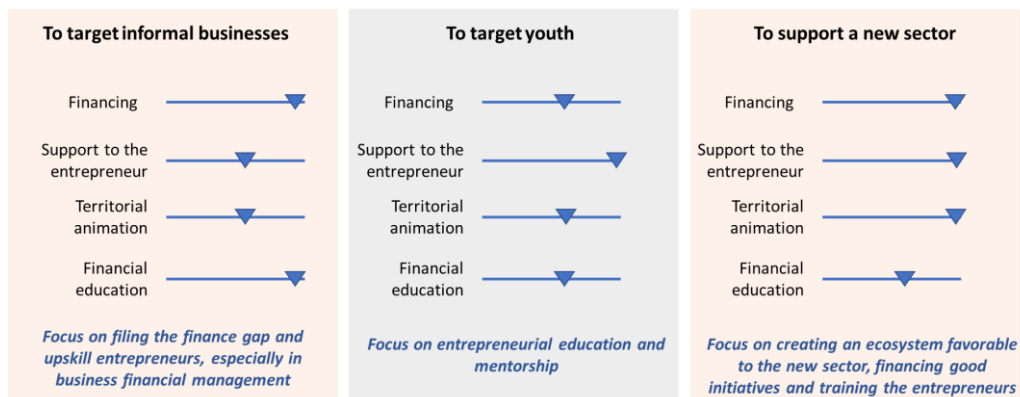 To target informal businesses
Financing
Support to the
entrepreneur
Territorial
animation
Financial
education
Focus on filing the finance gap and
upskill entrepreneurs, especially in
business financial management
To target youth
Financing
Support to the
entrepreneur
Territorial
animation
Financial
education
Focus on entrepreneurial education and
mentorship
To support a new sector
Financing
Support to the
entrepreneur
Territorial
animation
Financial
education
Focus on creating an ecosystem favorable
to the new sector, financing good
initiatives and training the entrepreneurs